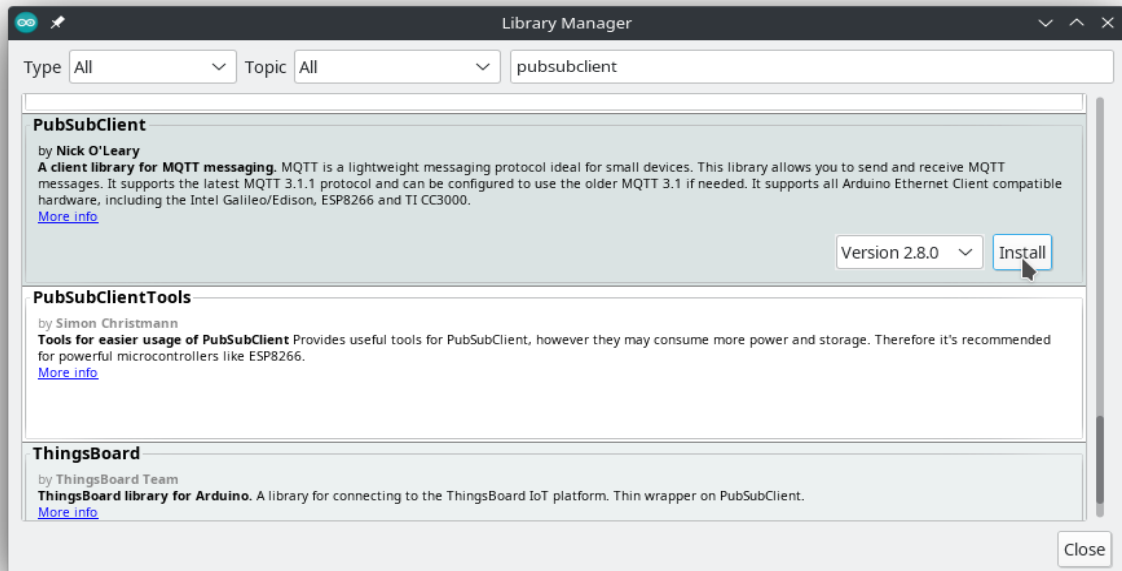 Library Manager
Type All Topic All pubsubclient
PubSubClient
by Nick O'Leary
A client library for MQTT messaging. MQTT is a lightweight messaging protocol ideal for small devices. This library allows you to send and receive MQTT
messages. It supports the latest MQTT 3.1.1 protocol and can be configured to use the older MQTT 3.1 if needed. It supports all Arduino Ethernet Client compatible
hardware, including the Intel Galileo/Edison, ESP8266 and TI CC3000.
More info
Version 2.8.0 Install
PubSubClientTools
by Simon Christmann
Tools for easier usage of PubSubClient Provides useful tools for PubSubClient, however they may consume more power and storage. Therefore it's recommended
for powerful microcontrollers like ESP8266.
More info
ThingsBoard
by ThingsBoard Team
ThingsBoard library for Arduino. A library for connecting to the ThingsBoard IoT platform. Thin wrapper on PubSubClient.
More info
Close